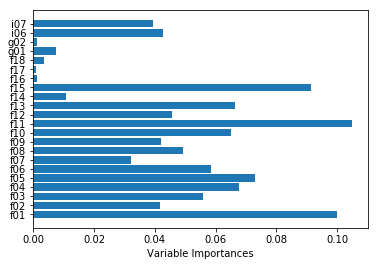 i07
i06
g02
g01
f18
f17
f16
f15
f14
f13
f12
f11
f10
f09
f08
f07
f06
f05
f04
f03
f02
f01
0.00 0.02 0.04 0.06 0.08 0.10
Variable Importances